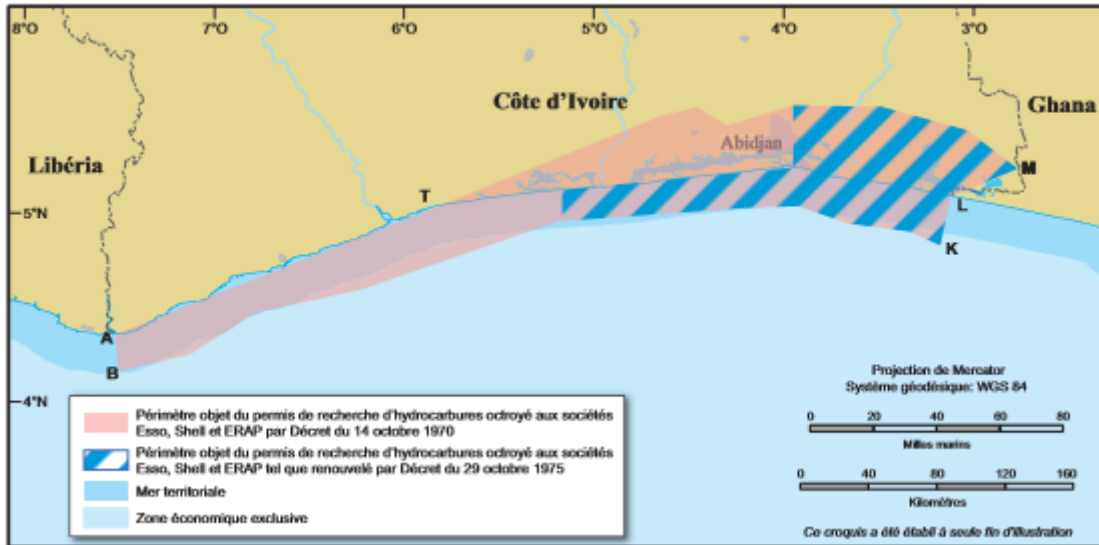 8°O 7°O 6°O 5°O 4°O 3°O
Côte d'Ivoire
Ghana
Abidjan
Libéria
M
T
L
5°N
K
A
B
Projection de Mercator
Système géodésique: WGS 84
4°N
0 20 40 60 80
Milles marins
0 40 80 120 160
Kilomètres
Périmètre objet du permis de recherche d'hydrocarbures octroyé aux sociétés
Esso, Shell et ERAP par Décret du 14 octobre 1970
Périmètre objet du permis de recherche d'hydrocarbures octroyé aux sociétés
Esso, Shell et ERAP tel que renouvelé par Décret du 29 octobre 1975
Mer territoriale
Zone économique exclusive
Ce croquis a été établi à seule fin d'illustration